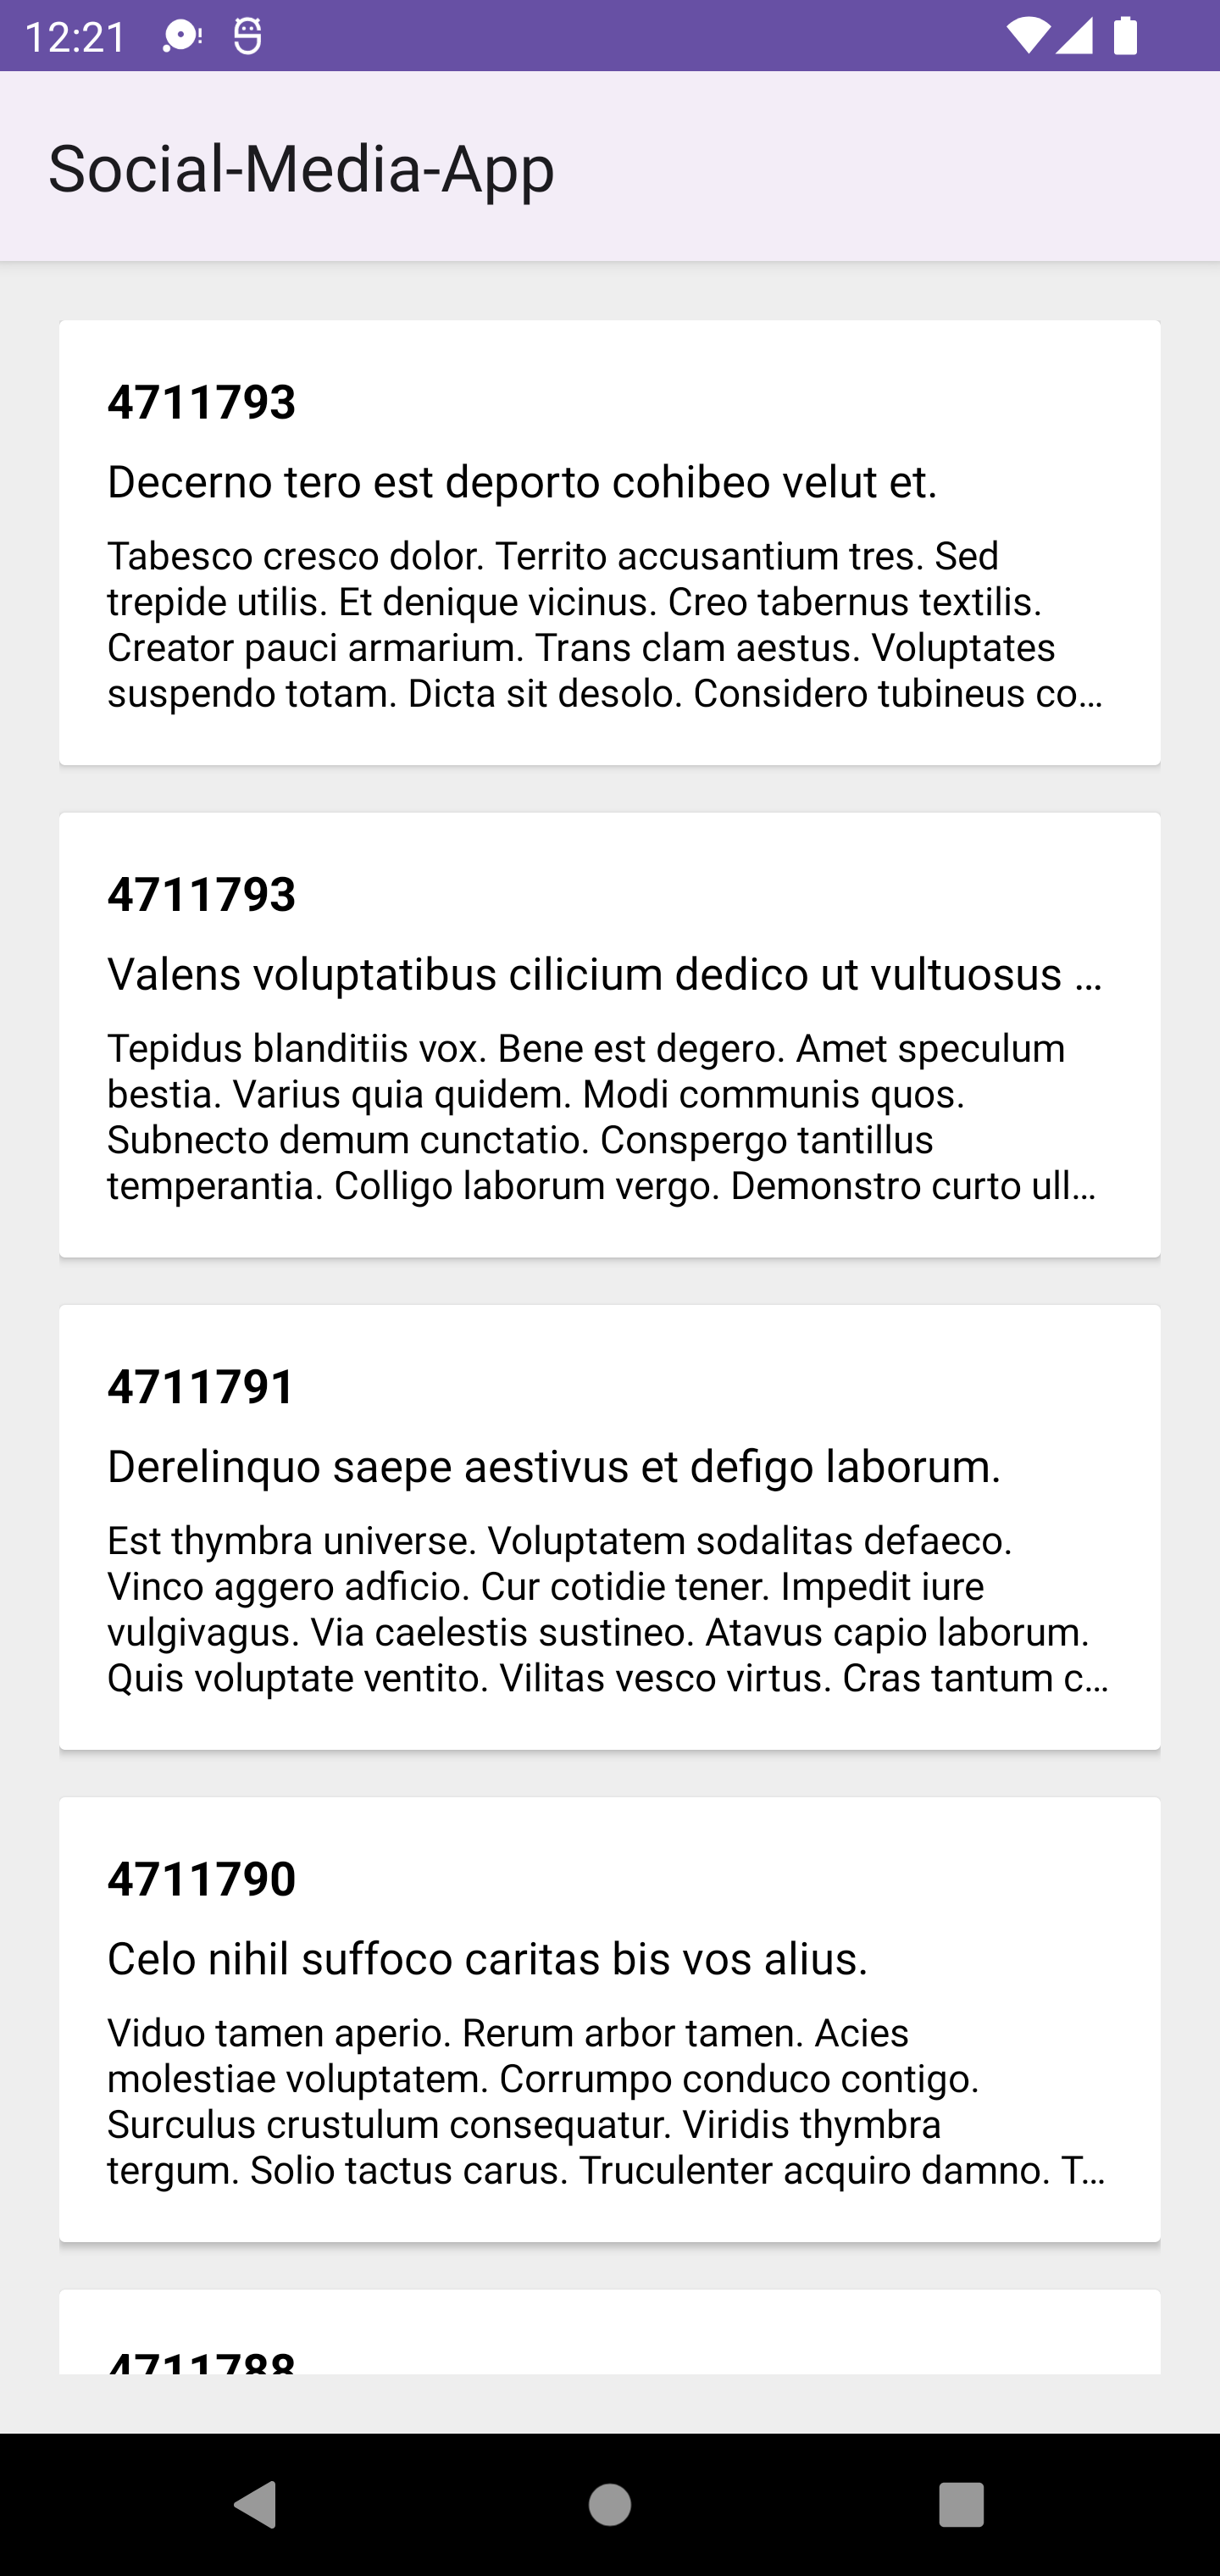 12:21
Social-Media-App
4711793
Decerno tero est deporto cohibeo velut et.
Tabesco cresco dolor. Territo accusantium tres. Sed
trepide utilis. Et denique vicinus. Creo tabernus textilis.
Creator pauci armarium. Trans clam aestus. Voluptates
suspendo totam. Dicta sit desolo. Considero tubineus co…
4711793
Valens voluptatibus cilicium dedico ut vultuosus …
Tepidus blanditiis vox. Bene est degero. Amet speculum
bestia. Varius quia quidem. Modi communis quos.
Subnecto demum cunctatio. Conspergo tantillus
temperantia. Colligo laborum vergo. Demonstro curto ull…
4711791
Derelinquo saepe aestivus et defigo laborum.
Est thymbra universe. Voluptatem sodalitas defaeco.
Vinco aggero adficio. Cur cotidie tener. Impedit iure
vulgivagus. Via caelestis sustineo. Atavus capio laborum.
Quis voluptate ventito. Vilitas vesco virtus. Cras tantum c…
4711790
Celo nihil suffoco caritas bis vos alius.
Viduo tamen aperio. Rerum arbor tamen. Acies
molestiae voluptatem. Corrumpo conduco contigo.
Surculus crustulum consequatur. Viridis thymbra
tergum. Solio tactus carus. Truculenter acquiro damno. T…
4711788